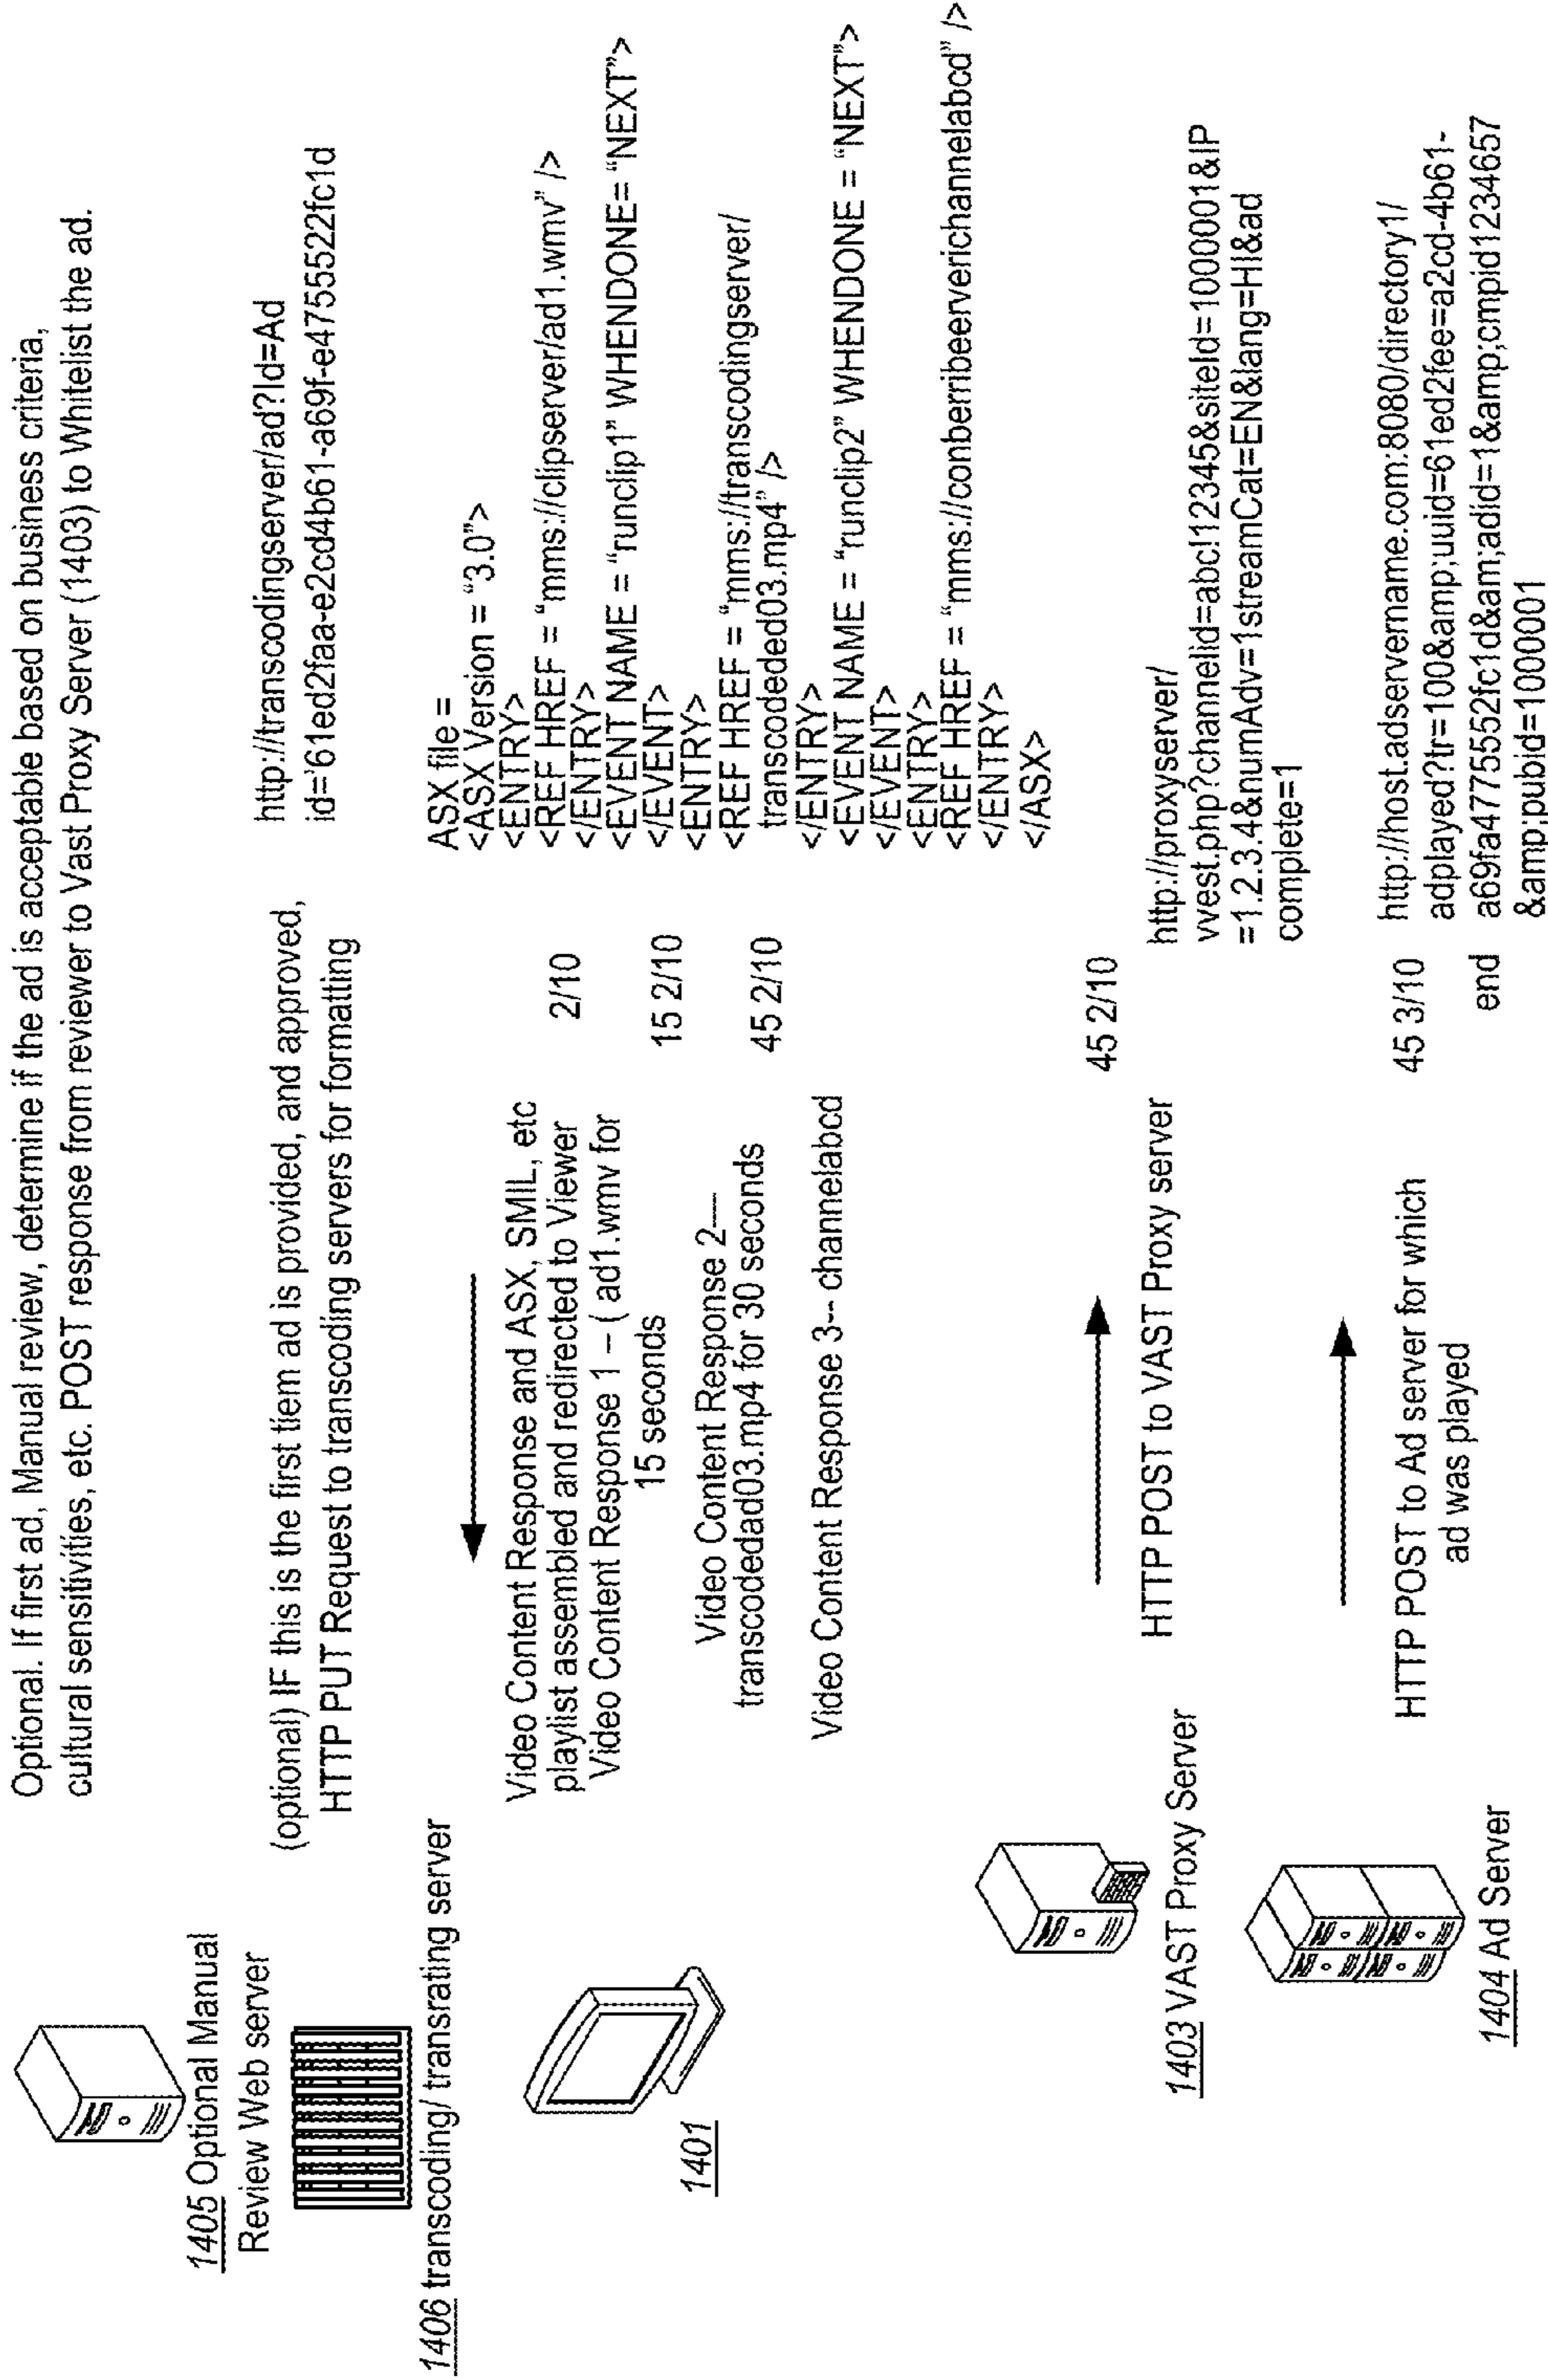 Optional. If first ad, Manual review, determine if the ad is acceptable based on business criteria,
cultural sensitivities, etc. POST response from reviewer to Vast Proxy Server (1403) to Whitelist the ad.
1405 Optional Manual
Review Web server
(optional) IF this is the first tiem ad is provided, and approved,
HTTP PUT Request to transcoding servers for formatting
http://transcodingserver/ad?Id=Ad
id='61ed2faa-e2cd4b61-a69f-e4755522fc1d
1406 transcoding/ transrating server
1401
Video Content Response and ASX, SMIL, etc
playlist assembled and redirected to Viewer
Video Content Response 1 – ( ad1.wmv for
15 seconds
Video Content Response 2—
transcodedad03.mp4 for 30 seconds
Video Content Response 3-- channelabcd
2/10
15 2/10
45 2/10
ASX file =
<ASX Version = “3.0”>
<ENTRY>
<REF HREF = “mms://clipserver/ad1.wmv” />
</ENTRY>
<EVENT NAME = “runclip1” WHENDONE= “NEXT”>
</EVENT>
<ENTRY>
<REF HREF = “mms://transcodingserver/
transcodeded03.mp4” />
</ENTRY>
<EVENT NAME = “runclip2” WHENDONE = “NEXT”>
</EVENT>
<ENTRY>
<REF HREF = “mms://conberribeerverichannelabcd” />
</ENTRY>
</ASX>
1403 VAST Proxy Server
HTTP POST to VAST Proxy server
45 2/10
http://proxyserver/
vvest.php?channelid=abc!12345&siteId=1000001&IP
=1.2.3.4&numAdv=1streamCat=EN&lang=HI&ad
complete=1
1404 Ad Server
HTTP POST to Ad server for which
ad was played
45 3/10
end
http://host.adservername.com:8080/directory1/
adplayed?tr=100&amp;uuid=61ed2fee=a2cd-4b61-
a69fa4775552fc1d&am;adid=1&amp;cmpid1234657
&amp;pubid=1000001